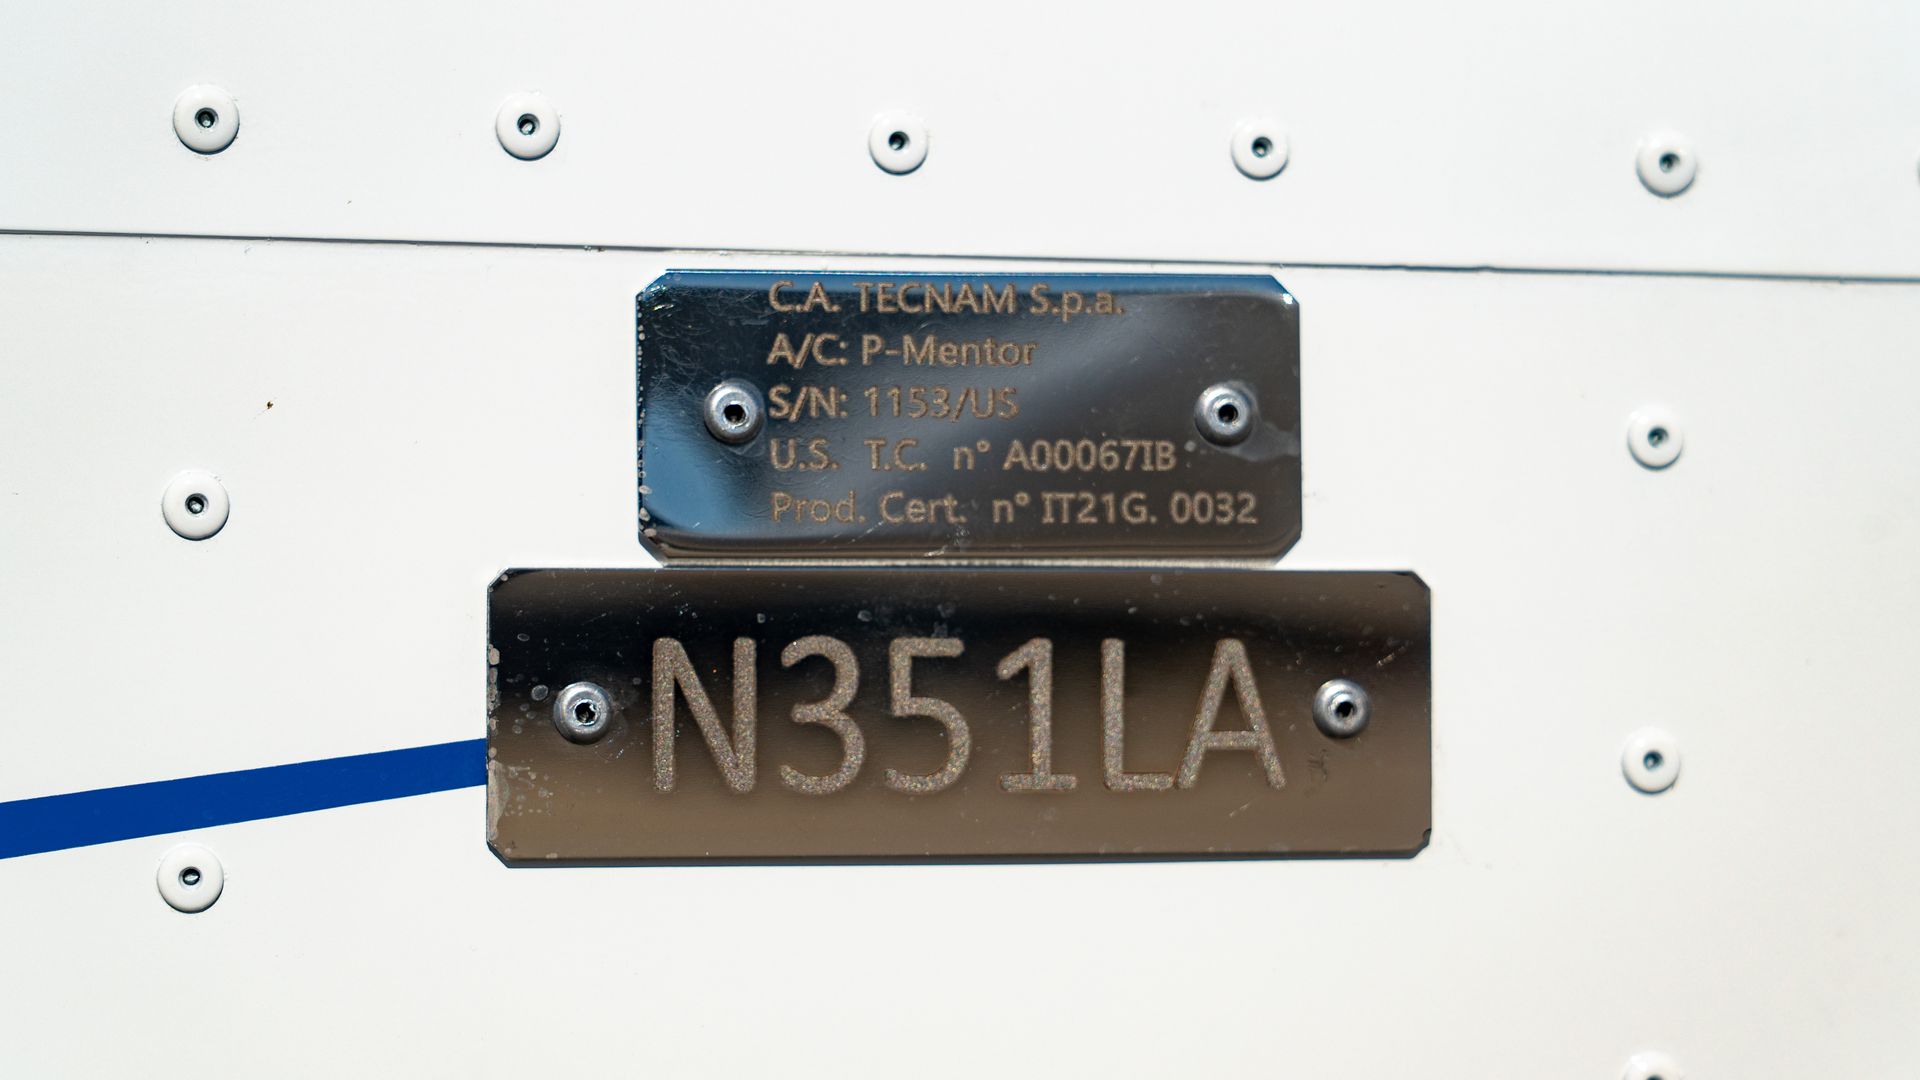 C.A. TECNAM S.p.a.
A/C: P-Mentor
S/N: 1153/US
U.S. T.C. n° A00067IB
Prod. Cert. n° IT21G. 0032
N351LA